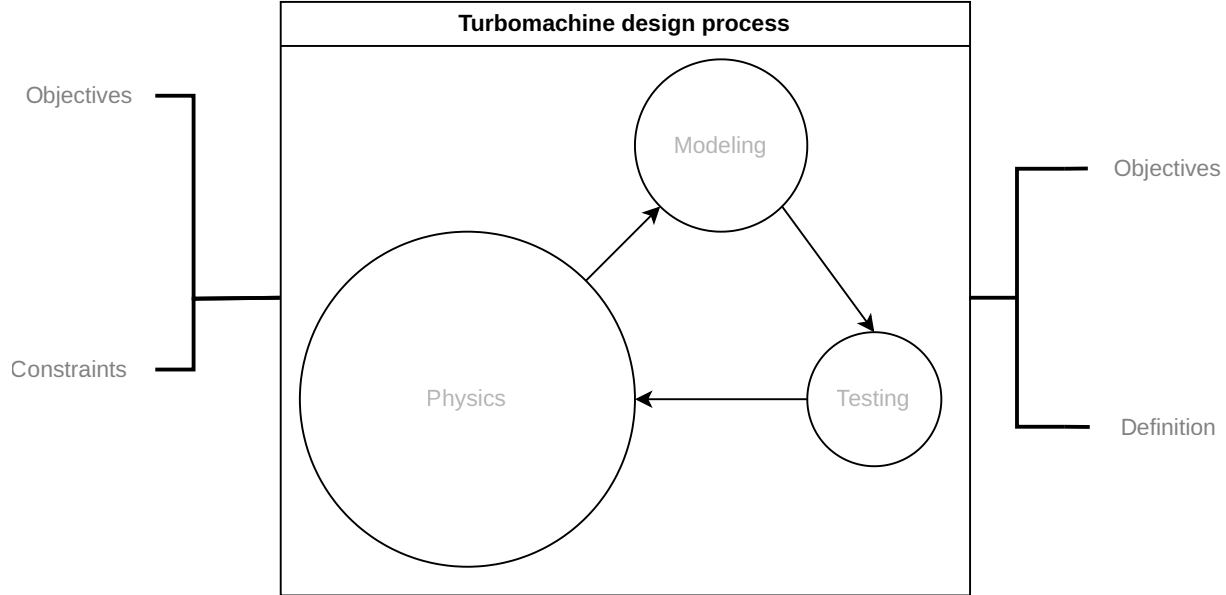 Turbomachine design process
Objectives
Constraints
Modeling
Physics
Testing
Objectives
Definition